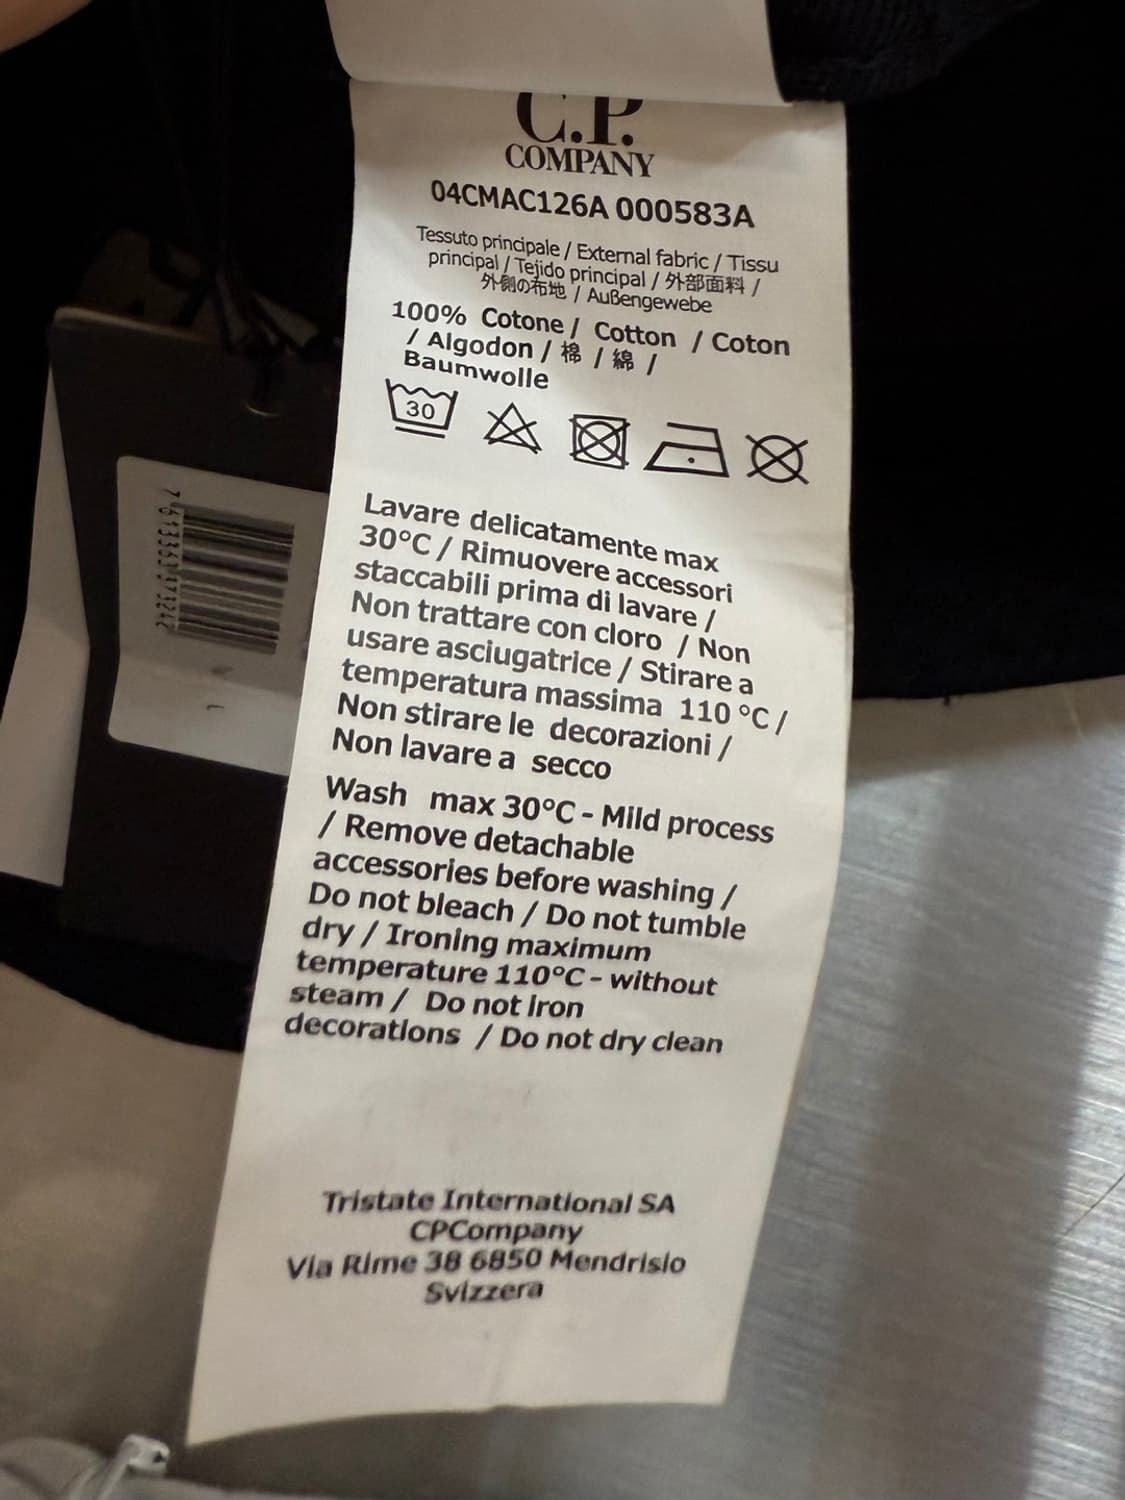 C.P.
COMPANY
04CMAC126A 000583A
Tessuto principale / External fabric / Tissu
principal / Tejido principal / 外部面料 /
外側の布地 / Außengewebe
100% Cotone / Cotton / Coton
/ Algodon / 棉 / 綿 /
Baumwolle
30
Lavare delicatamente max
30°C / Rimuovere accessori
staccabili prima di lavare /
Non trattare con cloro / Non
usare asciugatrice / Stirare a
temperatura massima 110 °C /
Non stirare le decorazioni /
Non lavare a secco
Wash max 30°C - Mild process
/ Remove detachable
accessories before washing /
Do not bleach / Do not tumble
dry / Ironing maximum
temperature 110°C - without
steam / Do not iron
decorations / Do not dry clean
Tristate International SA
CPCompany
Via Rime 38 6850 Mendrisio
Svizzera